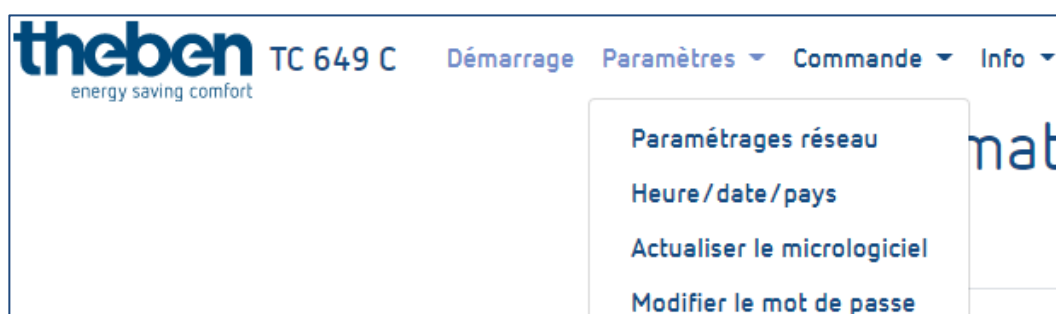 theben TC 649 C Démarrage Paramètres Commande Info
energy saving comfort
Paramétrages réseau
Heure/date/pays
Actualiser le micrologiciel
Modifier le mot de passe